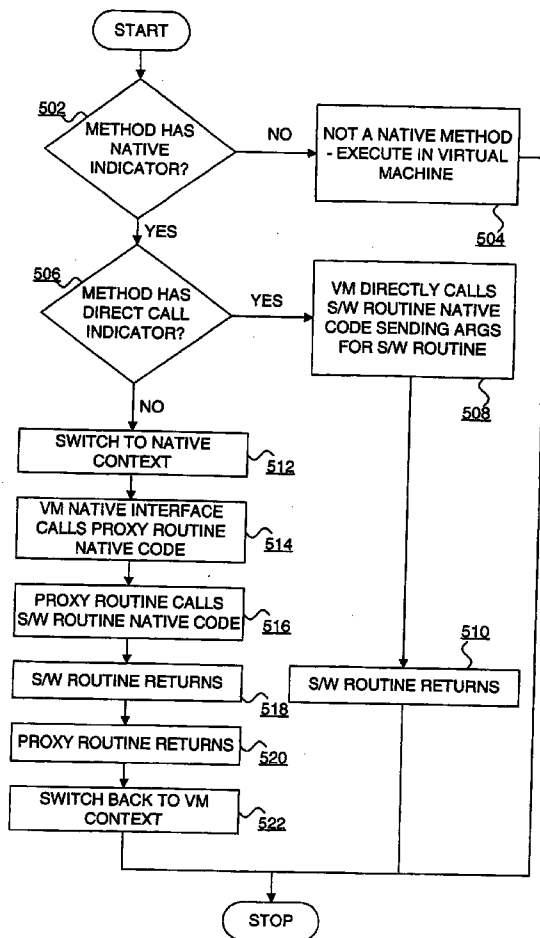 START
502
METHOD HAS
NATIVE
INDICATOR?
NO
NOT A NATIVE METHOD
- EXECUTE IN VIRTUAL
MACHINE
504
YES
506
METHOD HAS
DIRECT CALL
INDICATOR?
YES
VM DIRECTLY CALLS
S/W ROUTINE NATIVE
CODE SENDING ARGS
FOR S/W ROUTINE
508
NO
SWITCH TO NATIVE
CONTEXT
512
VM NATIVE INTERFACE
CALLS PROXY ROUTINE
NATIVE CODE
514
PROXY ROUTINE CALLS
S/W ROUTINE NATIVE CODE
516
510
S/W ROUTINE RETURNS
518
S/W ROUTINE RETURNS
PROXY ROUTINE RETURNS
520
SWITCH BACK TO VM
CONTEXT
522
STOP